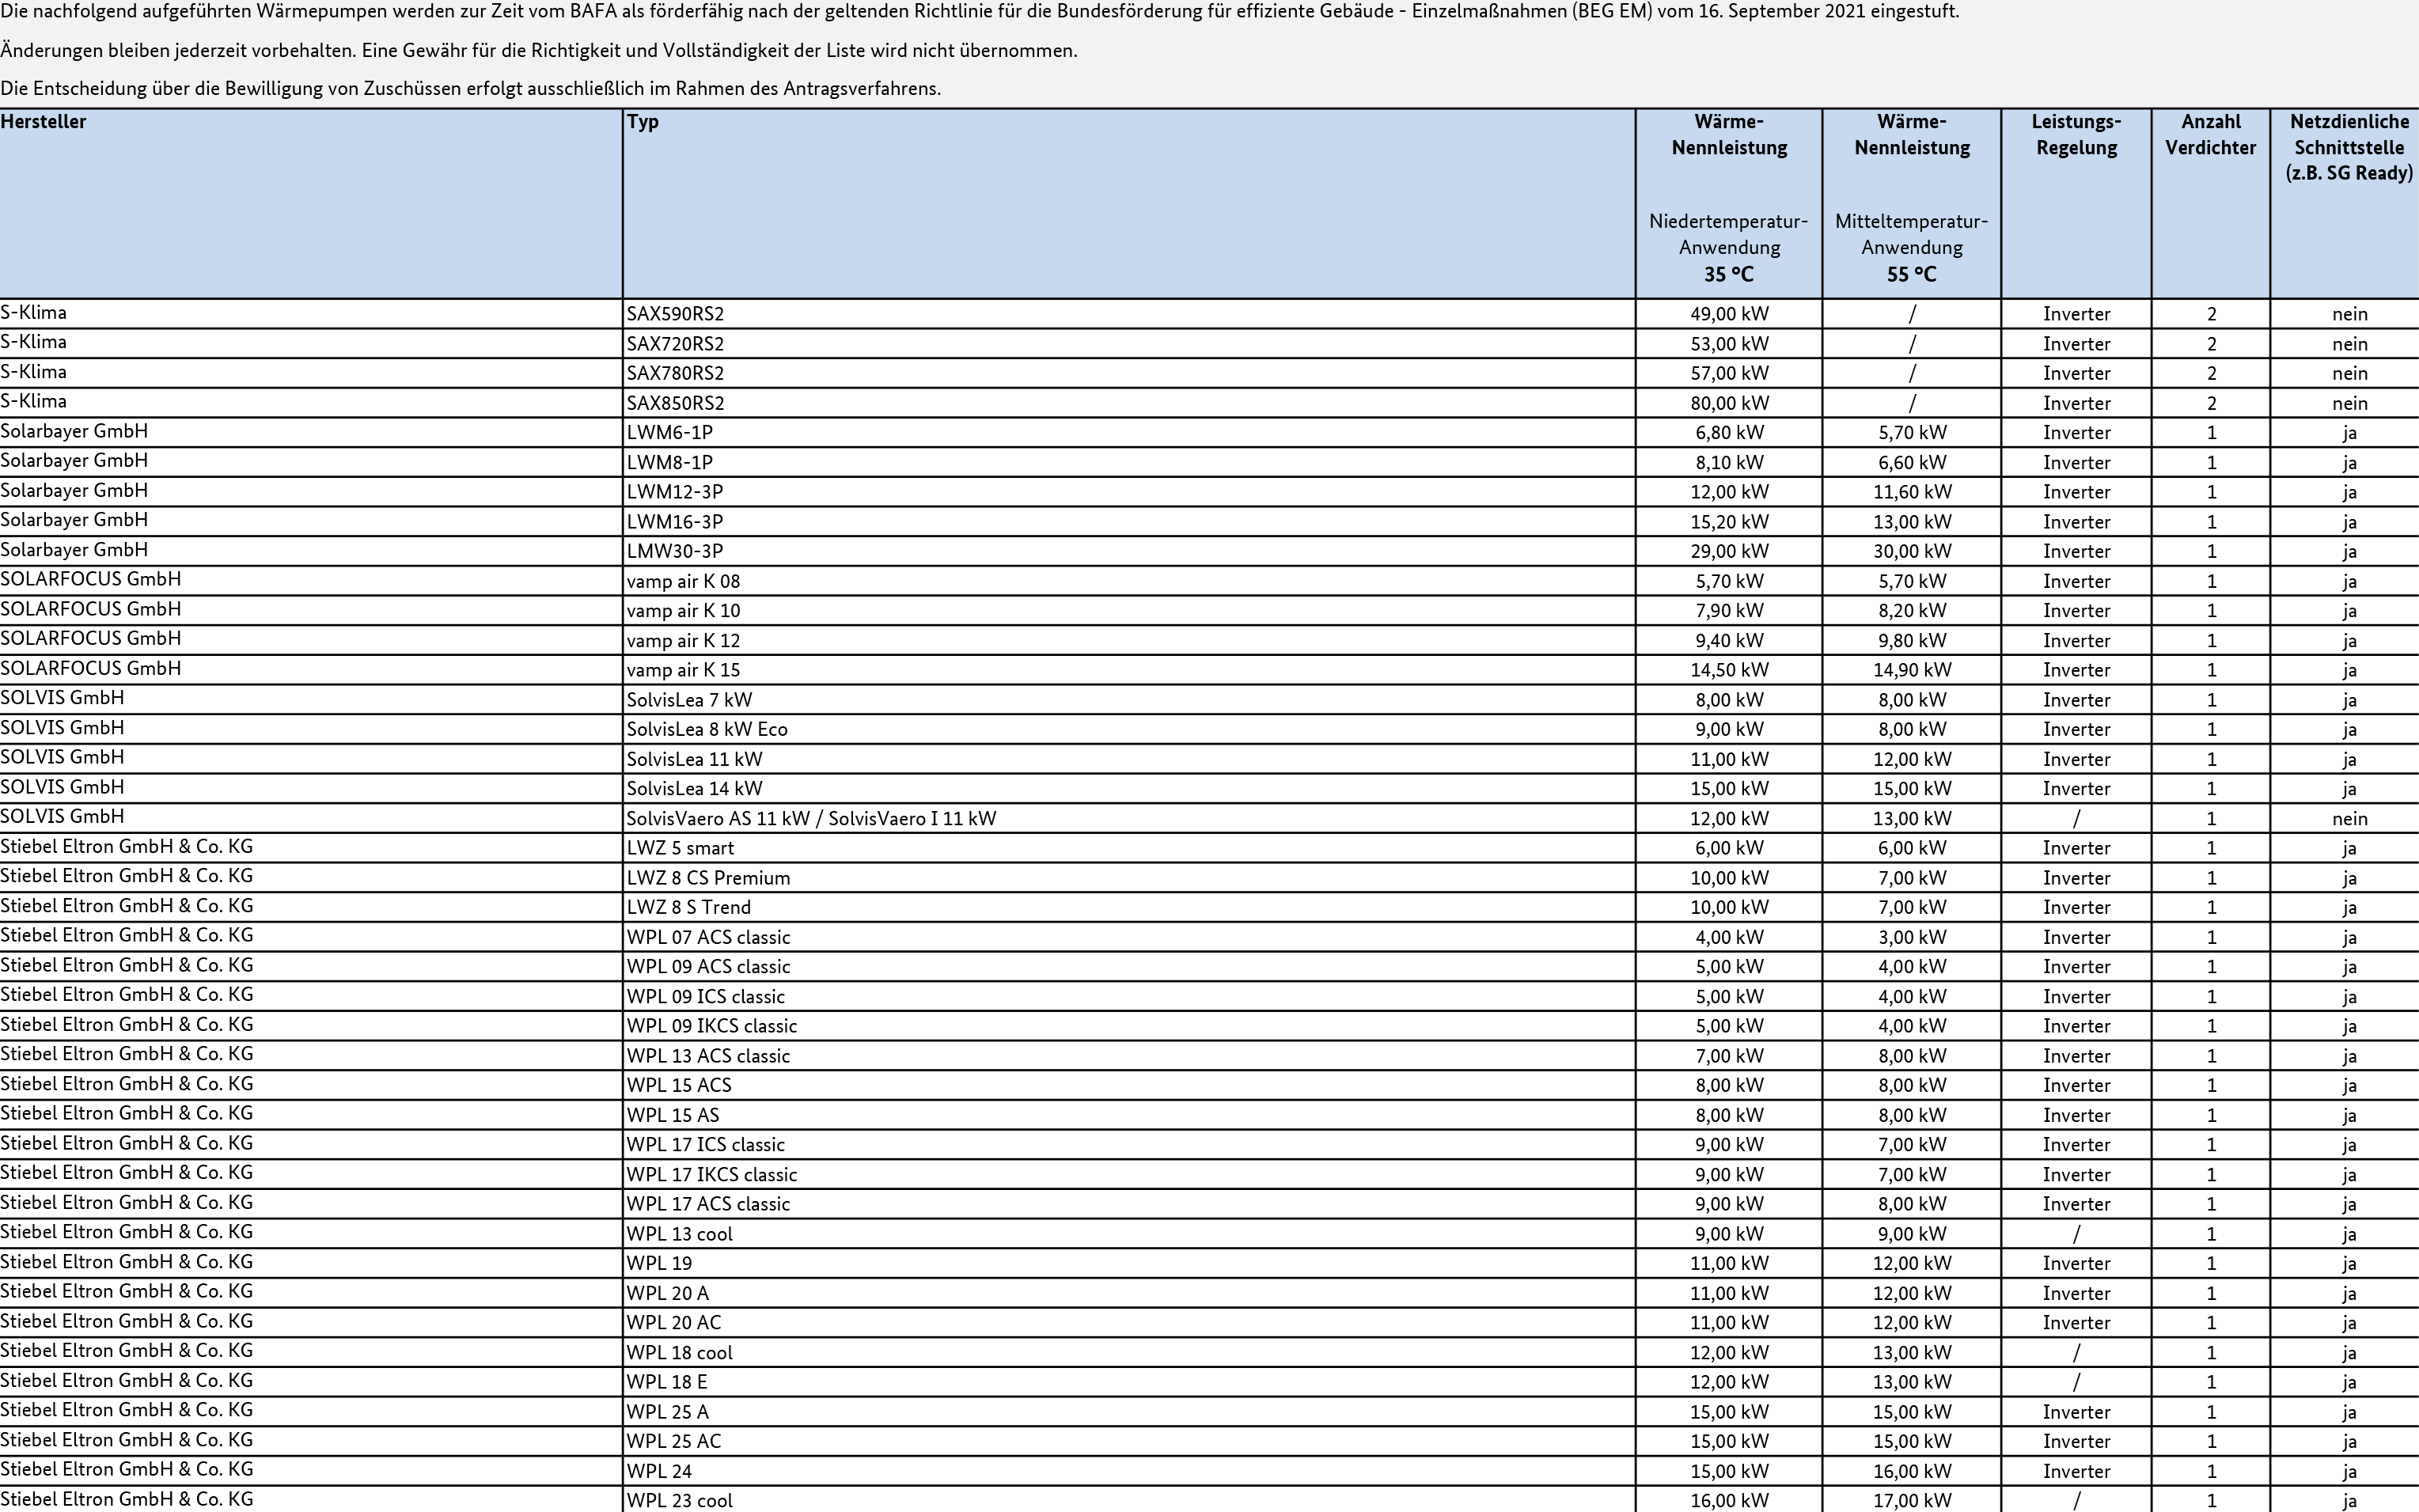 Die nachfolgend aufgeführten Wärmepumpen werden zur Zeit vom BAFA als förderfähig nach der geltenden Richtlinie für die Bundesförderung für effiziente Gebäude - Einzelmaßnahmen (BEG EM) vom 16. September 2021 eingestuft.
Änderungen bleiben jederzeit vorbehalten. Eine Gewähr für die Richtigkeit und Vollständigkeit der Liste wird nicht übernommen.
Die Entscheidung über die Bewilligung von Zuschüssen erfolgt ausschließlich im Rahmen des Antragsverfahrens.
Hersteller Typ Wärme- Wärme- Leistungs- Anzahl Netzdienliche
Nennleistung Nennleistung Regelung Verdichter Schnittstelle
(z.B. SG Ready)
Niedertemperatur- Mitteltemperatur-
Anwendung Anwendung
35 °C 55 °C
S-Klima SAX590RS2 49,00 kW / Inverter 2 nein
S-Klima SAX720RS2 53,00 kW / Inverter 2 nein
S-Klima SAX780RS2 57,00 kW / Inverter 2 nein
S-Klima SAX850RS2 80,00 kW / Inverter 2 nein
Solarbayer GmbH LWM6-1P 6,80 kW 5,70 kW Inverter 1 ja
Solarbayer GmbH LWM8-1P 8,10 kW 6,60 kW Inverter 1 ja
Solarbayer GmbH LWM12-3P 12,00 kW 11,60 kW Inverter 1 ja
Solarbayer GmbH LWM16-3P 15,20 kW 13,00 kW Inverter 1 ja
Solarbayer GmbH LMW30-3P 29,00 kW 30,00 kW Inverter 1 ja
SOLARFOCUS GmbH vamp air K 08 5,70 kW 5,70 kW Inverter 1 ja
SOLARFOCUS GmbH vamp air K 10 7,90 kW 8,20 kW Inverter 1 ja
SOLARFOCUS GmbH vamp air K 12 9,40 kW 9,80 kW Inverter 1 ja
SOLARFOCUS GmbH vamp air K 15 14,50 kW 14,90 kW Inverter 1 ja
SOLVIS GmbH SolvisLea 7 kW 8,00 kW 8,00 kW Inverter 1 ja
SOLVIS GmbH SolvisLea 8 kW Eco 9,00 kW 8,00 kW Inverter 1 ja
SOLVIS GmbH SolvisLea 11 kW 11,00 kW 12,00 kW Inverter 1 ja
SOLVIS GmbH SolvisLea 14 kW 15,00 kW 15,00 kW Inverter 1 ja
SOLVIS GmbH SolvisVaero AS 11 kW / SolvisVaero I 11 kW 12,00 kW 13,00 kW / 1 nein
Stiebel Eltron GmbH & Co. KG LWZ 5 smart 6,00 kW 6,00 kW Inverter 1 ja
Stiebel Eltron GmbH & Co. KG LWZ 8 CS Premium 10,00 kW 7,00 kW Inverter 1 ja
Stiebel Eltron GmbH & Co. KG LWZ 8 S Trend 10,00 kW 7,00 kW Inverter 1 ja
Stiebel Eltron GmbH & Co. KG WPL 07 ACS classic 4,00 kW 3,00 kW Inverter 1 ja
Stiebel Eltron GmbH & Co. KG WPL 09 ACS classic 5,00 kW 4,00 kW Inverter 1 ja
Stiebel Eltron GmbH & Co. KG WPL 09 ICS classic 5,00 kW 4,00 kW Inverter 1 ja
Stiebel Eltron GmbH & Co. KG WPL 09 IKCS classic 5,00 kW 4,00 kW Inverter 1 ja
Stiebel Eltron GmbH & Co. KG WPL 13 ACS classic 7,00 kW 8,00 kW Inverter 1 ja
Stiebel Eltron GmbH & Co. KG WPL 15 ACS 8,00 kW 8,00 kW Inverter 1 ja
Stiebel Eltron GmbH & Co. KG WPL 15 AS 8,00 kW 8,00 kW Inverter 1 ja
Stiebel Eltron GmbH & Co. KG WPL 17 ICS classic 9,00 kW 7,00 kW Inverter 1 ja
Stiebel Eltron GmbH & Co. KG WPL 17 IKCS classic 9,00 kW 7,00 kW Inverter 1 ja
Stiebel Eltron GmbH & Co. KG WPL 17 ACS classic 9,00 kW 8,00 kW Inverter 1 ja
Stiebel Eltron GmbH & Co. KG WPL 13 cool 9,00 kW 9,00 kW / 1 ja
Stiebel Eltron GmbH & Co. KG WPL 19 11,00 kW 12,00 kW Inverter 1 ja
Stiebel Eltron GmbH & Co. KG WPL 20 A 11,00 kW 12,00 kW Inverter 1 ja
Stiebel Eltron GmbH & Co. KG WPL 20 AC 11,00 kW 12,00 kW Inverter 1 ja
Stiebel Eltron GmbH & Co. KG WPL 18 cool 12,00 kW 13,00 kW / 1 ja
Stiebel Eltron GmbH & Co. KG WPL 18 E 12,00 kW 13,00 kW / 1 ja
Stiebel Eltron GmbH & Co. KG WPL 25 A 15,00 kW 15,00 kW Inverter 1 ja
Stiebel Eltron GmbH & Co. KG WPL 25 AC 15,00 kW 15,00 kW Inverter 1 ja
Stiebel Eltron GmbH & Co. KG WPL 24 15,00 kW 16,00 kW Inverter 1 ja
Stiebel Eltron GmbH & Co. KG WPL 23 cool 16,00 kW 17,00 kW / 1 ja